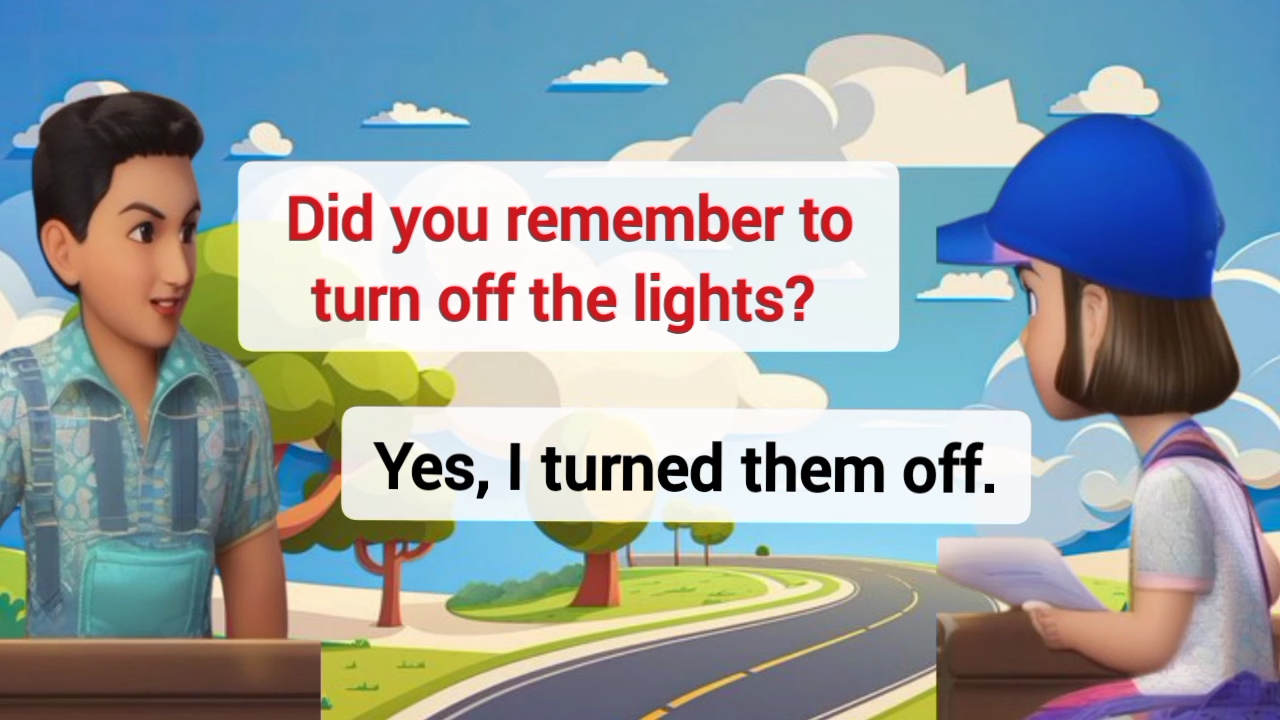 Did you remember to
turn off the lights?
Yes, I turned them off.